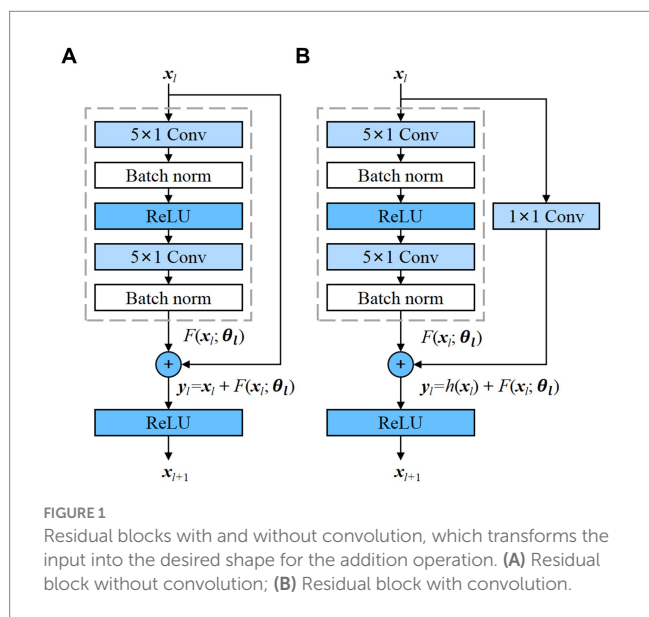 A
x_l
5×1 Conv
Batch norm
ReLU
5×1 Conv
Batch norm
F(x_l; θ_l)
+
y_l=x_l + F(x_l; θ_l)
ReLU
x_{l+1}
B
x_l
5×1 Conv
Batch norm
ReLU
1×1 Conv
5×1 Conv
Batch norm
F(x_l; θ_l)
+
y_l=h(x_l) + F(x_l; θ_l)
ReLU
x_{l+1}
FIGURE 1
Residual blocks with and without convolution, which transforms the
input into the desired shape for the addition operation. (A) Residual
block without convolution; (B) Residual block with convolution.